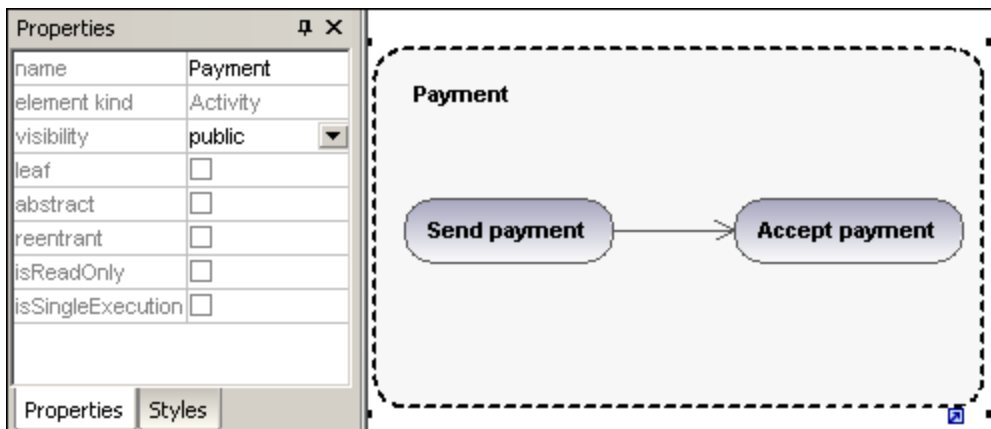 Properties
name Payment
element kind Activity
visibility public
leaf
abstract
reentrant
isReadOnly
isSingleExecution
Properties Styles
Payment
Send payment Accept payment